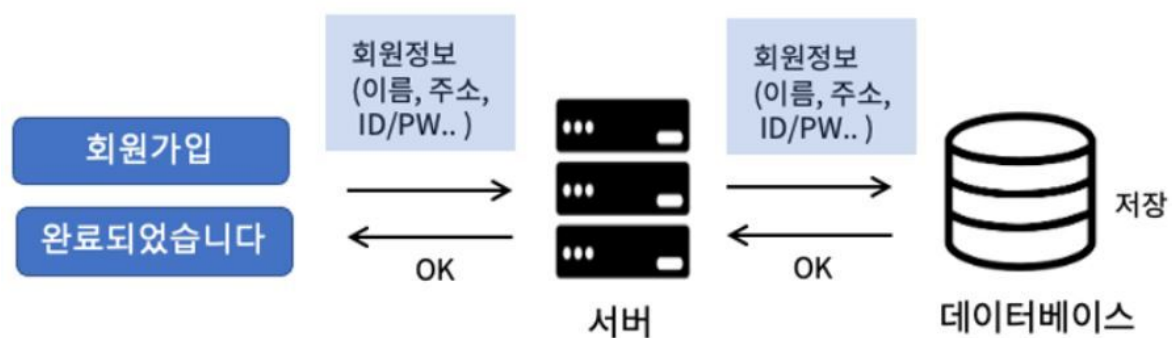 회원정보
(이름, 주소,
ID/PW.. )
회원정보
(이름, 주소,
ID/PW.. )
회원가입
완료되었습니다
OK
OK
저장
서버
데이터베이스